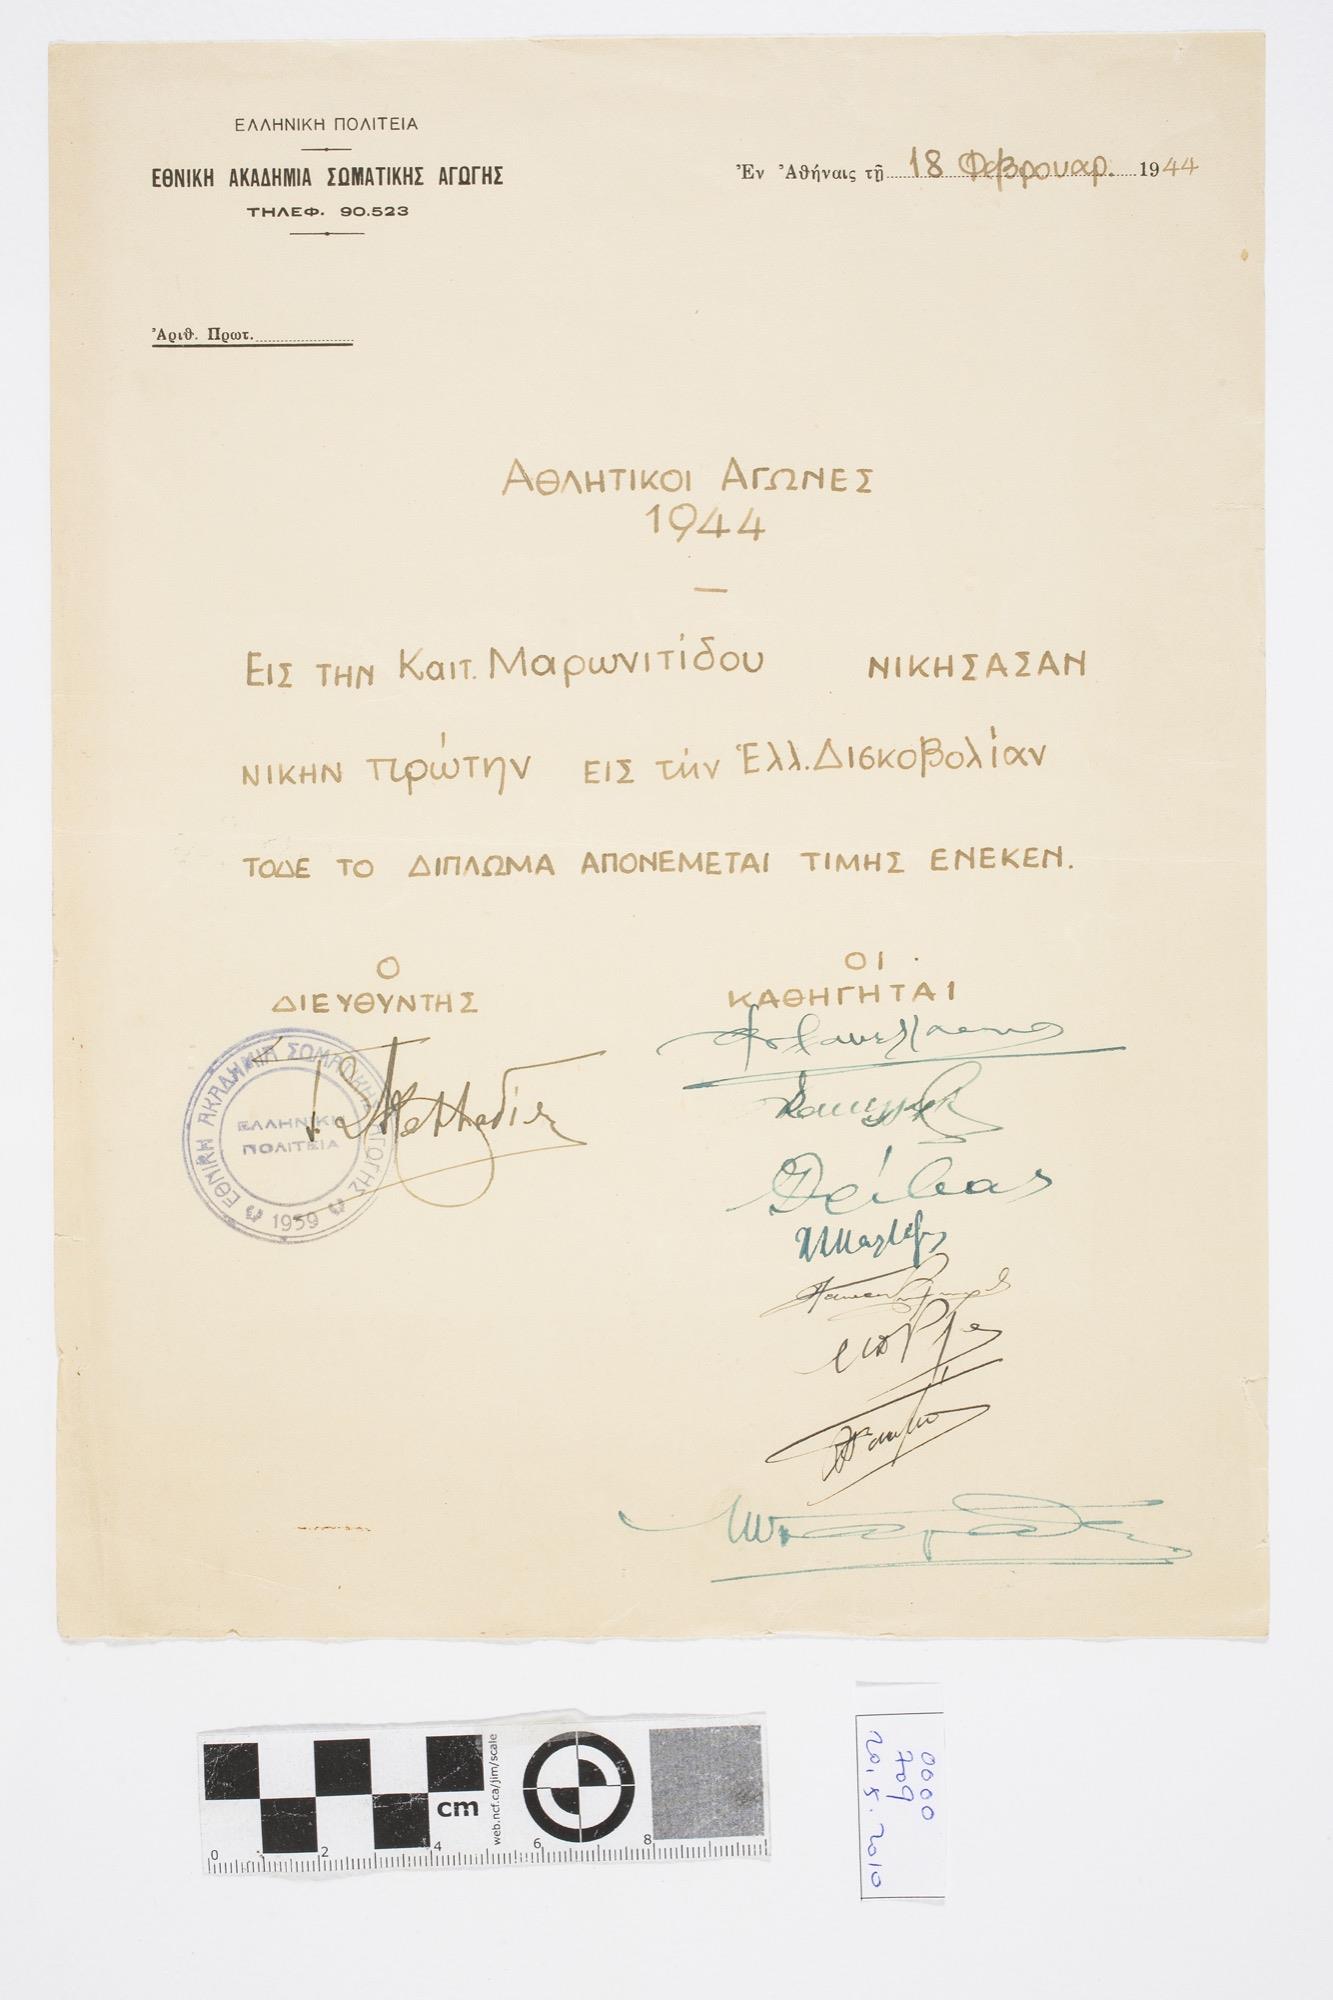 ΕΛΛΗΝΙΚΗ ΠΟΛΙΤΕΙΑ
ΕΘΝΙΚΗ ΑΚΑΔΗΜΙΑ ΣΩΜΑΤΙΚΗΣ ΑΓΩΓΗΣ
ΤΗΛΕΦ. 90.523
Ἐν Ἀθήναις τῇ 18 Φεβρουαρ. 1944
Ἀριθ. Πρωτ.
ΑΘΛΗΤΙΚΟΙ ΑΓΩΝΕΣ
1944
ΕΙΣ ΤΗΝ Καιτ. Μαρωνιτίδου ΝΙΚΗΣΑΣΑΝ
ΝΙΚΗΝ πρώτην ΕΙΣ τὴν Ἑλλ. Δισκοβολίαν
ΤΟΔΕ ΤΟ ΔΙΠΛΩΜΑ ΑΠΟΝΕΜΕΤΑΙ ΤΙΜΗΣ ΕΝΕΚΕΝ.
Ο
ΔΙΕΥΘΥΝΤΗΣ
ΟΙ
ΚΑΘΗΓΗΤΑΙ
ΕΘΝΙΚΗ ΑΚΑΔΗΜΙΑ ΣΩΜΑΤΙΚΗΣ ΑΓΩΓΗΣ
ΕΛΛΗΝΙΚΗ
ΠΟΛΙΤΕΙΑ
1939
cm
web.ncf.ca/jim/scale
0 2 4 6 8
0000
709
2015.2010